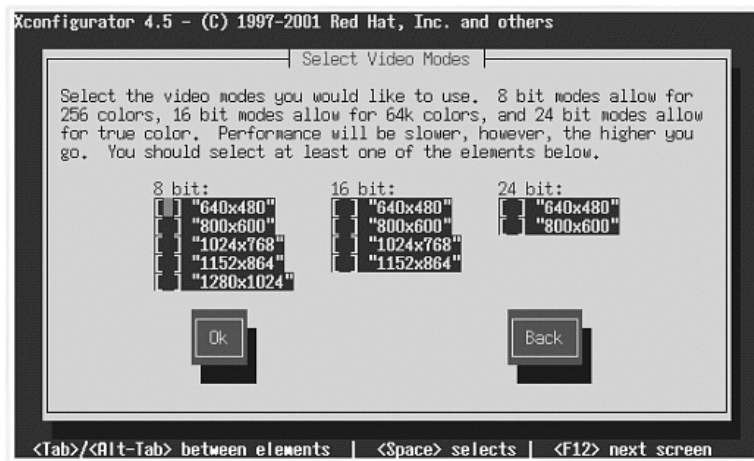 Xconfigurator 4.5 - (C) 1997-2001 Red Hat, Inc. and others
Select Video Modes
Select the video modes you would like to use. 8 bit modes allow for
256 colors, 16 bit modes allow for 64k colors, and 24 bit modes allow
for true color. Performance will be slower, however, the higher you
go. You should select at least one of the elements below.
8 bit: 16 bit: 24 bit:
[ ] "640x480" [ ] "640x480" [ ] "640x480"
[ ] "800x600" [ ] "800x600" [ ] "800x600"
[ ] "1024x768" [ ] "1024x768"
[ ] "1152x864" [ ] "1152x864"
[ ] "1280x1024"
Ok Back
<Tab>/<Alt-Tab> between elements | <Space> selects | <F12> next screen